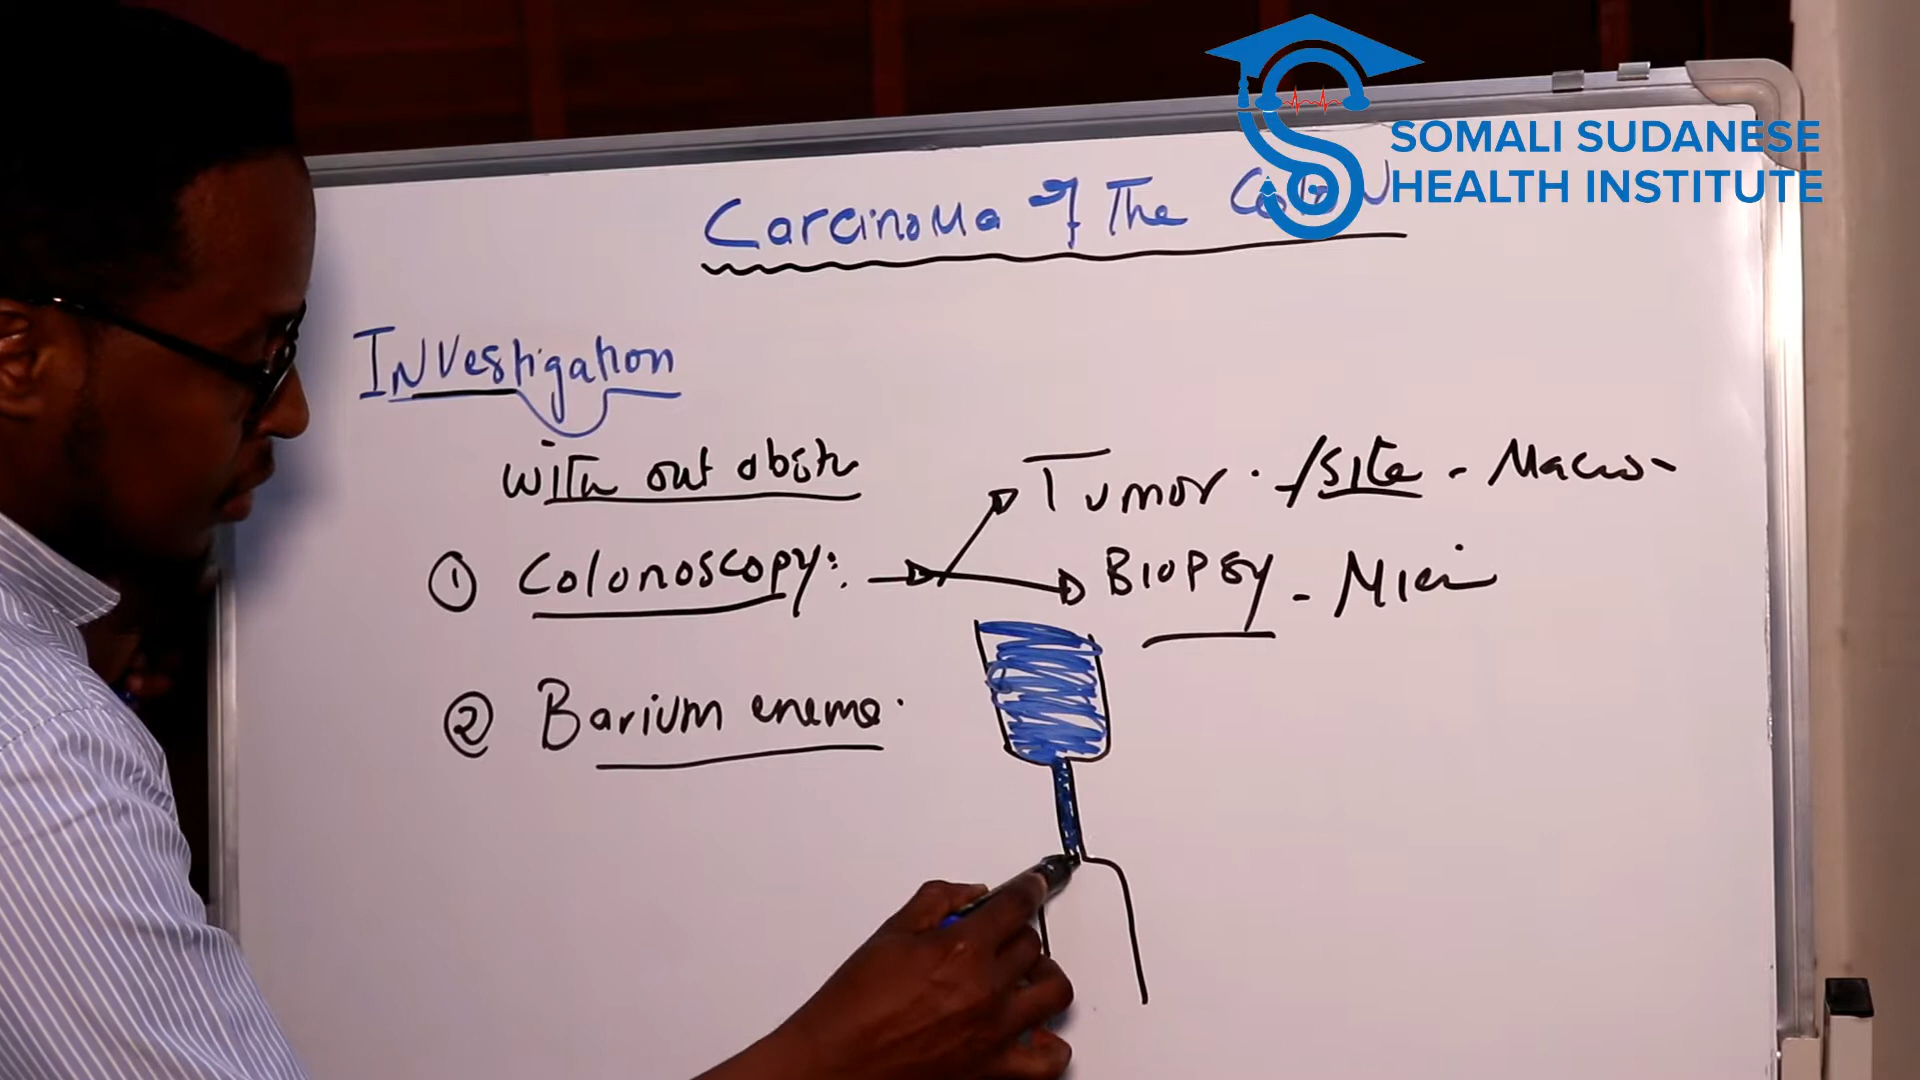 SOMALI SUDANESE
HEALTH INSTITUTE
Carcinoma of The Colon
Investigation
with out obstr
Tumor. /site - Macro-
① Colonoscopy:.
Biopsy - Micr
② Barium enema.